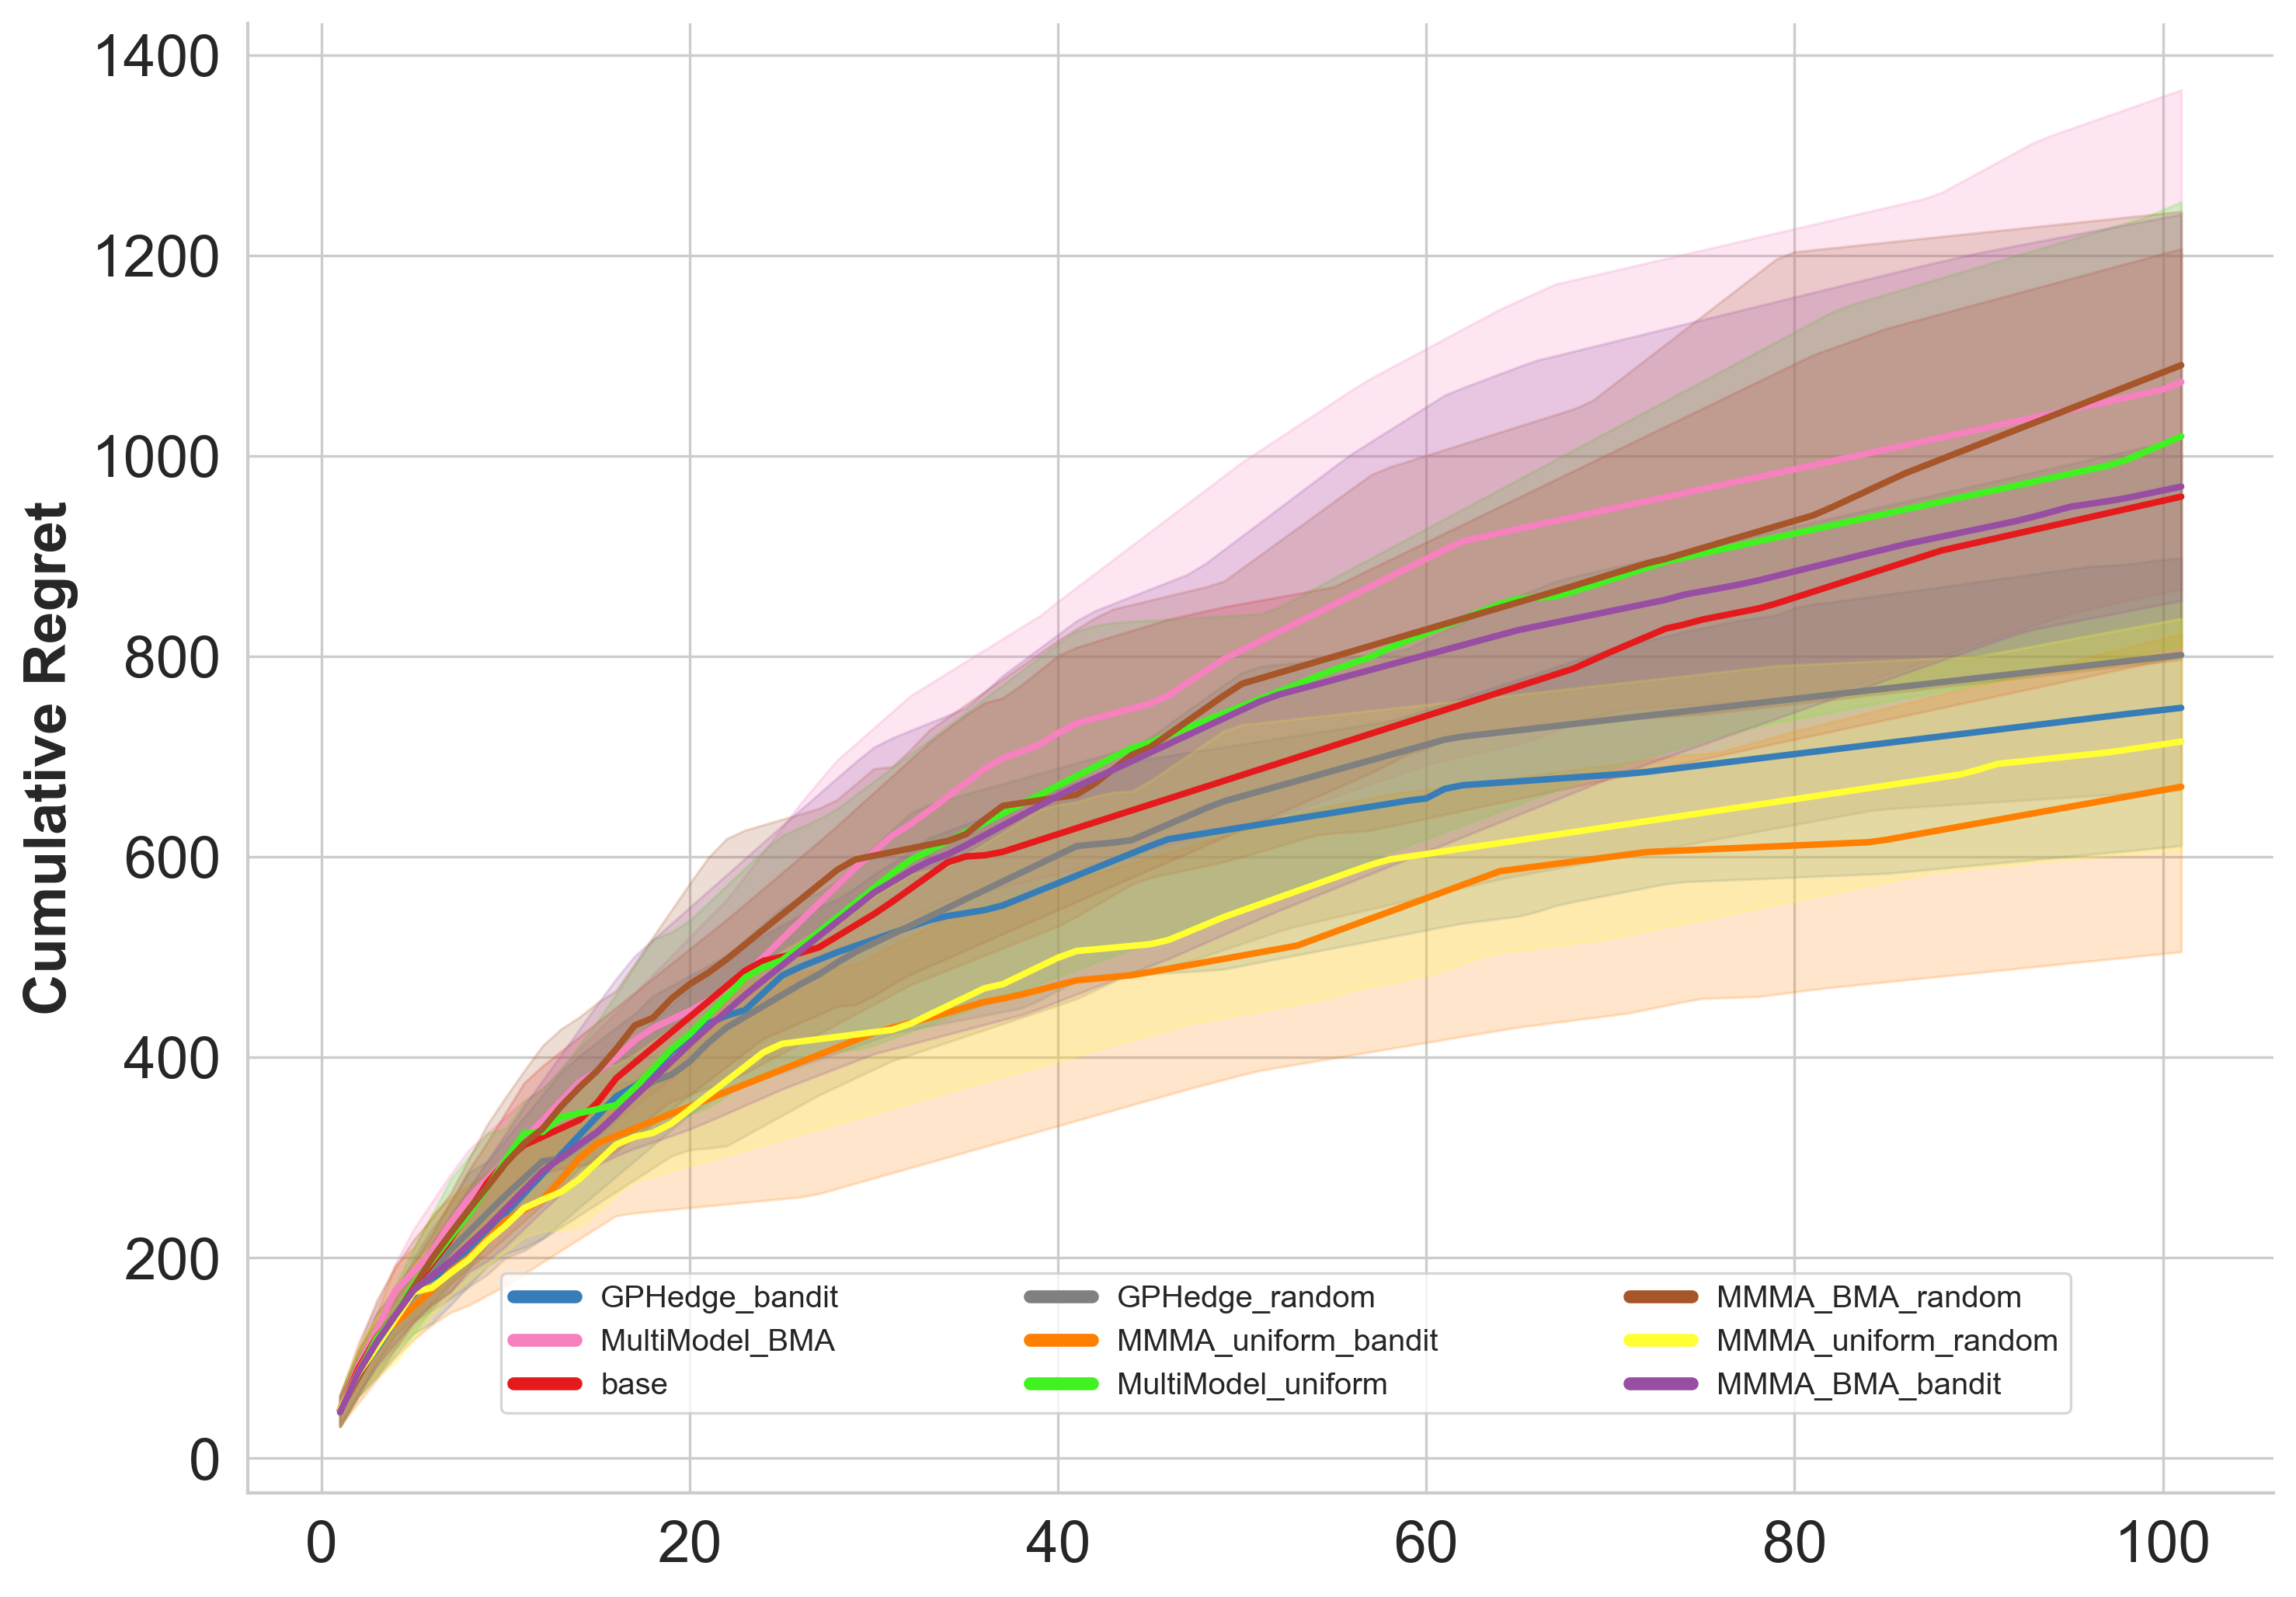 1400
1200
1000
800
600
400
200
0
Cumulative Regret
GPHedge_bandit
MultiModel_BMA
base
GPHedge_random
MMMA_uniform_bandit
MultiModel_uniform
MMMA_BMA_random
MMMA_uniform_random
MMMA_BMA_bandit
0 20 40 60 80 100